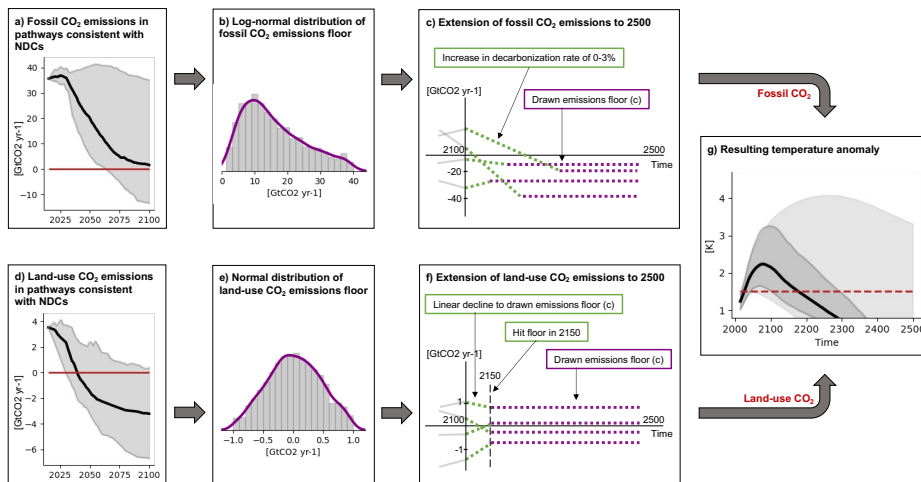 a) Fossil CO₂ emissions in
pathways consistent with
NDCs
[GtCO2 yr-1]
40
30
20
10
0
−10
2025 2050 2075 2100
b) Log-normal distribution of
fossil CO₂ emissions floor
0 10 20 30 40
[GtCO2 yr-1]
c) Extension of fossil CO₂ emissions to 2500
Increase in decarbonization rate of 0-3%
[GtCO2 yr-1]
Drawn emissions floor (c)
2100
2500
Time
-20
-40
Fossil CO₂
d) Land-use CO₂ emissions
in pathways consistent
with NDCs
[GtCO2 yr-1]
4
2
0
−2
−4
−6
2025 2050 2075 2100
e) Normal distribution of
land-use CO₂ emissions floor
−1.0 −0.5 0.0 0.5 1.0
[GtCO2 yr-1]
f) Extension of land-use CO₂ emissions to 2500
Linear decline to drawn emissions floor (c)
Hit floor in 2150
[GtCO2 yr-1]
Drawn emissions floor (c)
2150
1
2100
2500
Time
-1
Land-use CO₂
g) Resulting temperature anomaly
[K]
4
3
2
1
2000 2100 2200 2300 2400 2500
Time